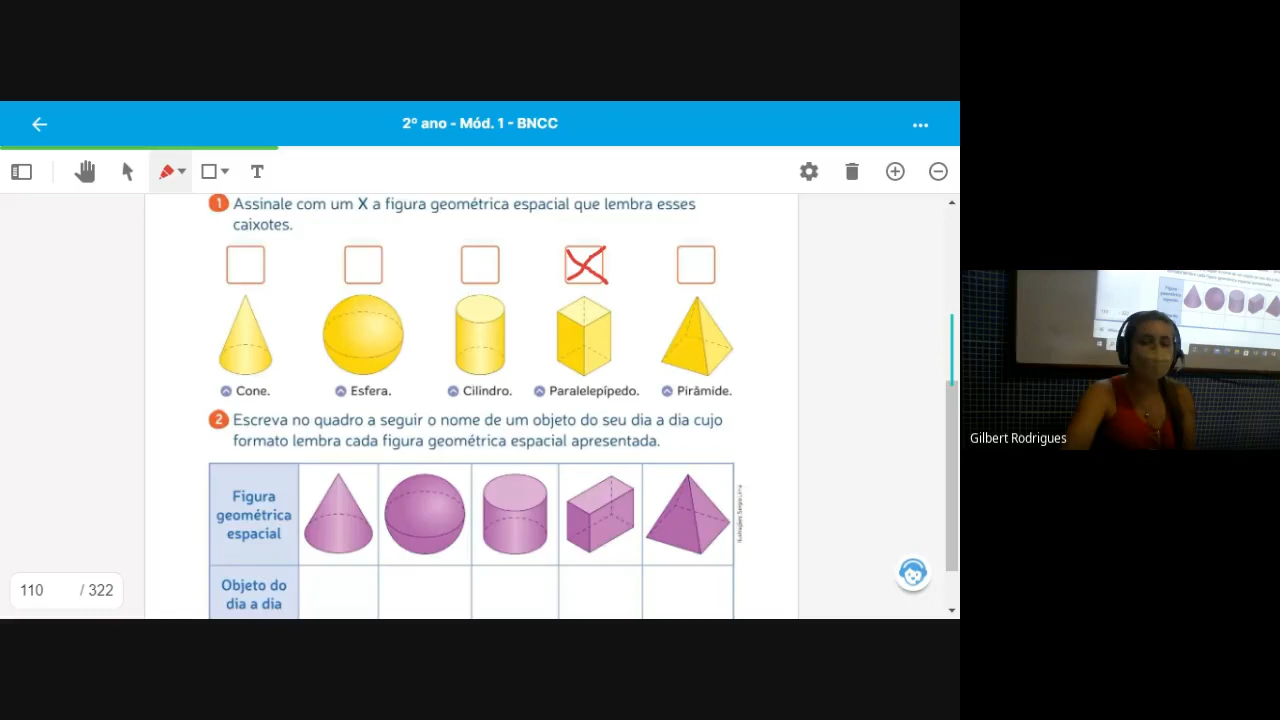 2º ano - Mód. 1 - BNCC
T
1 Assinale com um X a figura geométrica espacial que lembra esses
caixotes.
Cone. Esfera. Cilindro. Paralelepípedo. Pirâmide.
2 Escreva no quadro a seguir o nome de um objeto do seu dia a dia cujo
formato lembra cada figura geométrica espacial apresentada.
Figura
geométrica
espacial
Objeto do
dia a dia
110 / 322
Gilbert Rodrigues